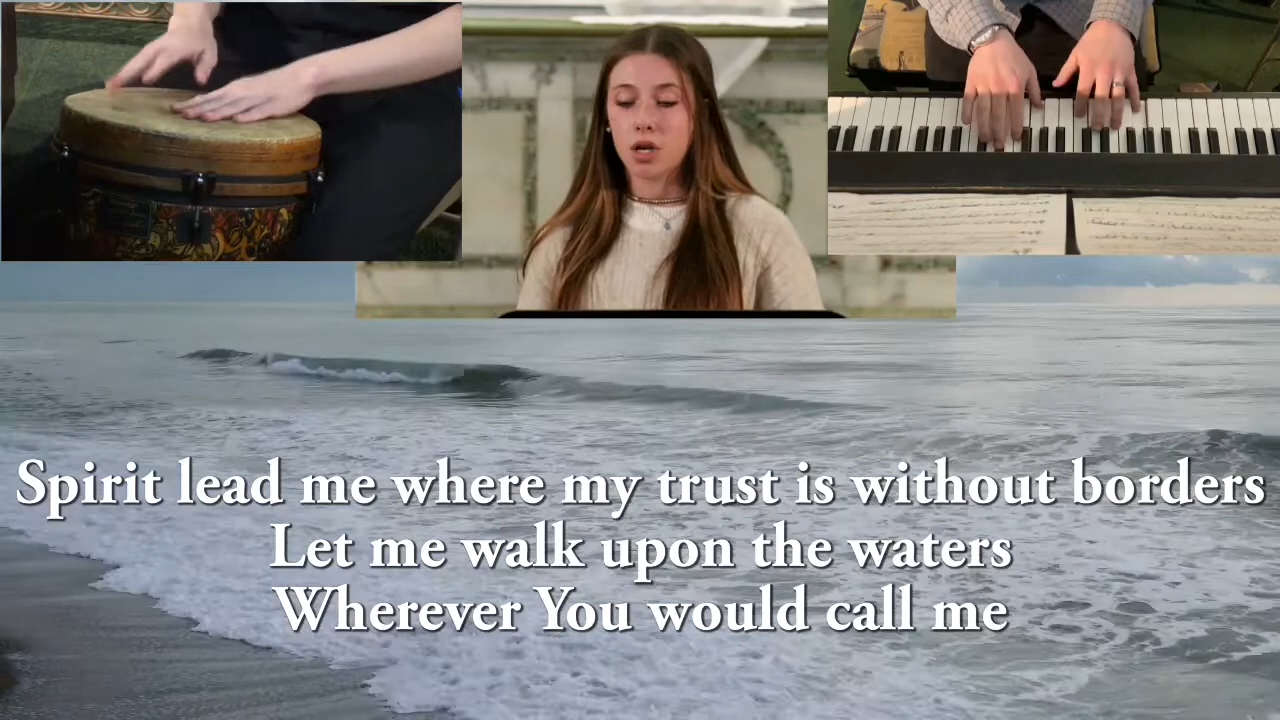 Spirit lead me where my trust is without borders
Let me walk upon the waters
Wherever You would call me